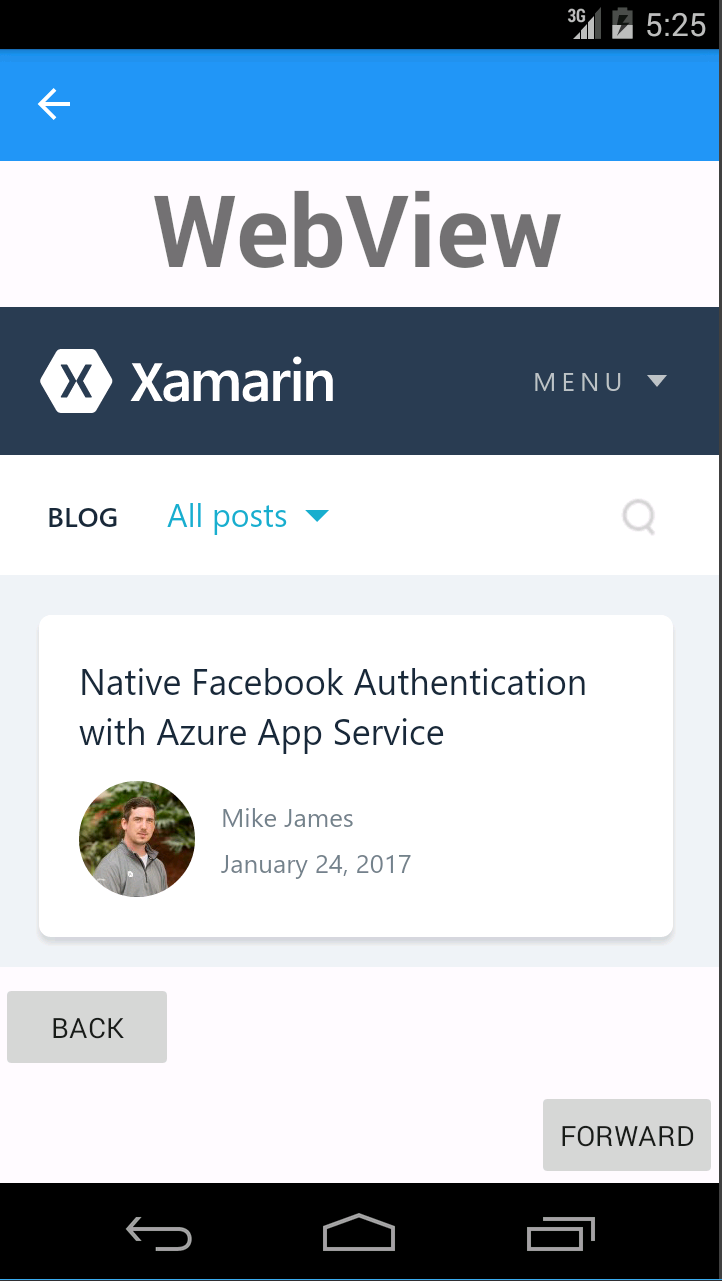 3G 5:25
WebView
Xamarin MENU
BLOG All posts
Native Facebook Authentication
with Azure App Service
Mike James
January 24, 2017
BACK
FORWARD